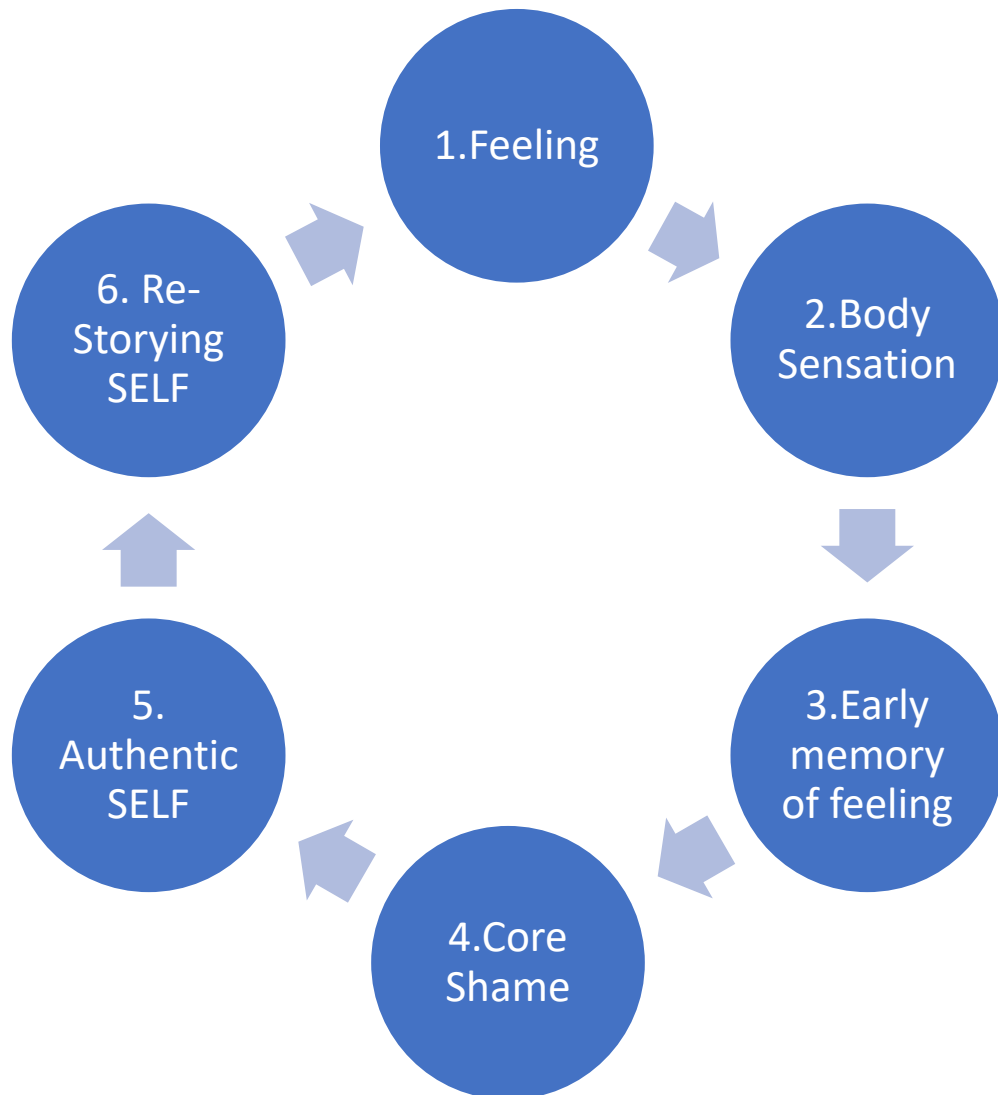 1.Feeling
2.Body
Sensation
3.Early
memory
of feeling
4.Core
Shame
5.
Authentic
SELF
6. Re-
Storying
SELF